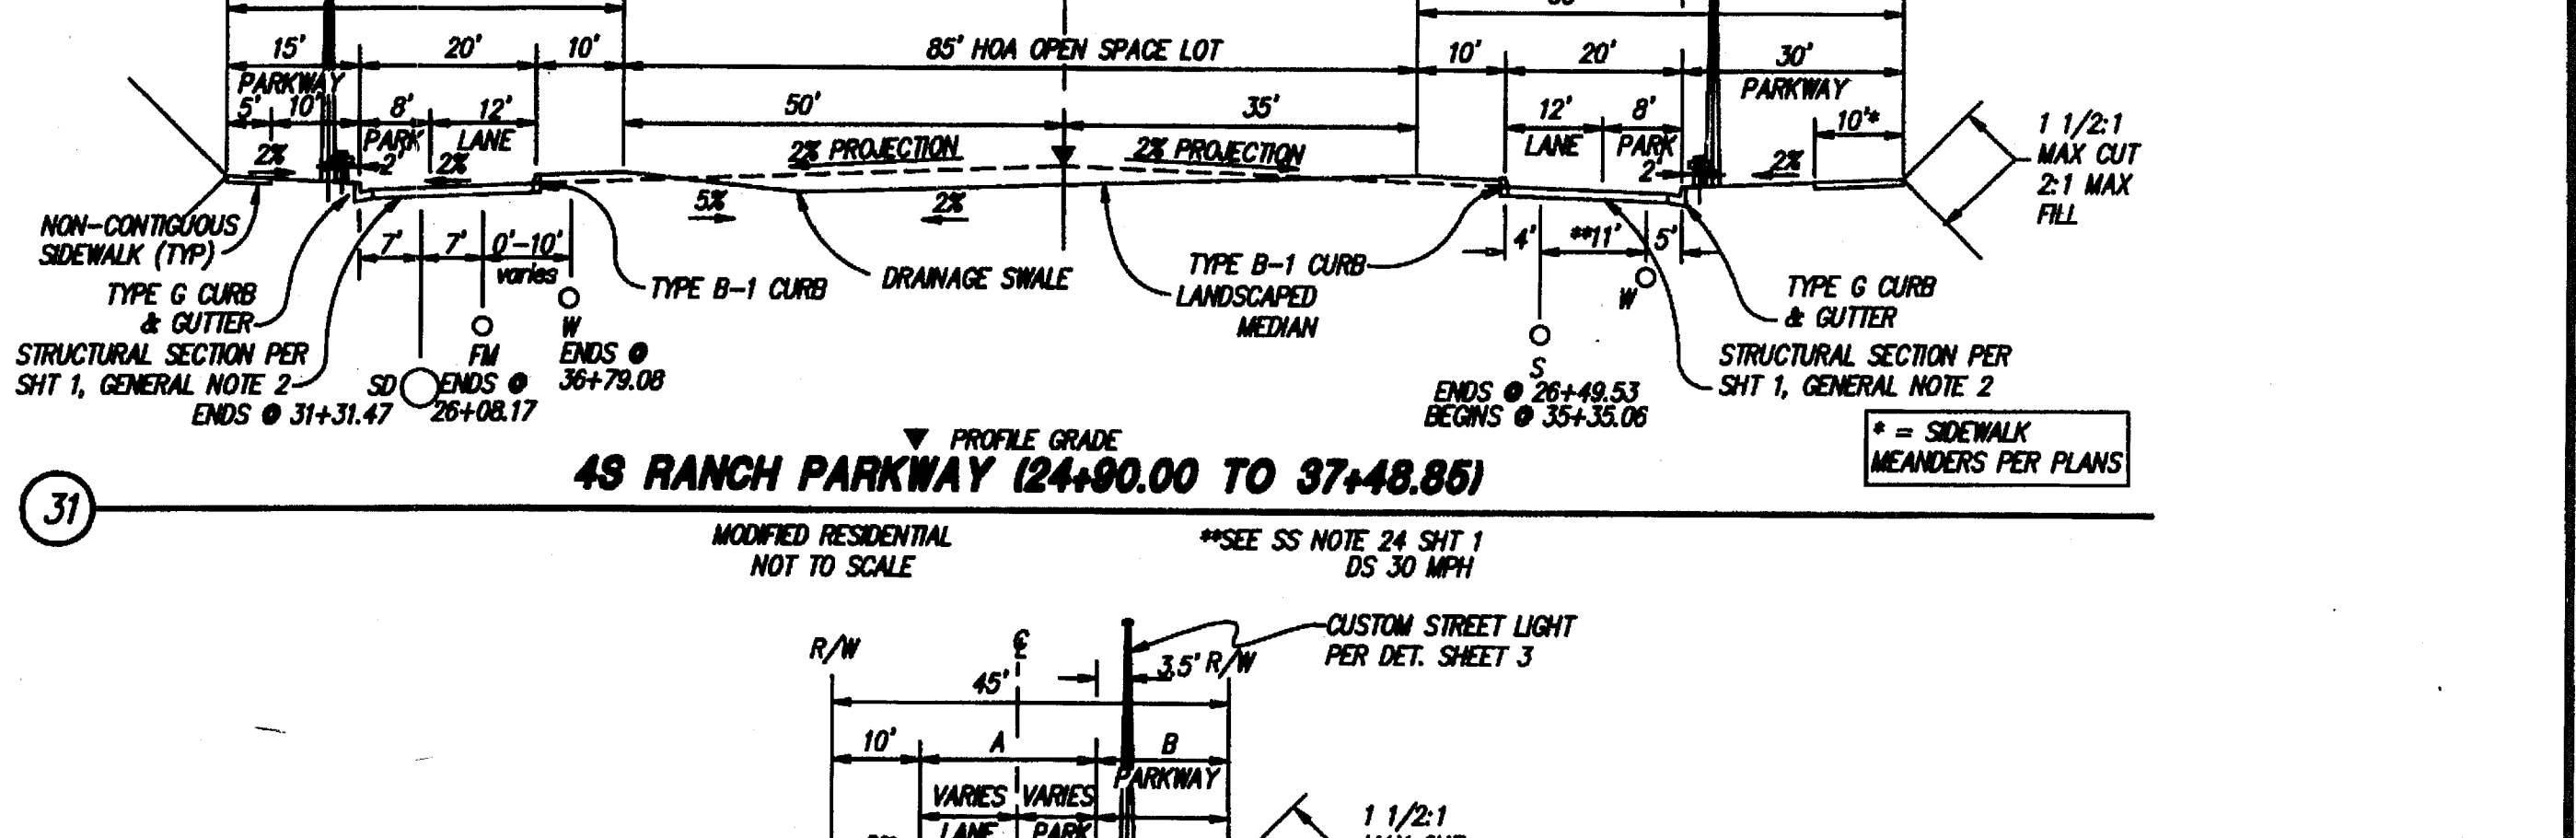 15' 20' 10' 85' HOA OPEN SPACE LOT 10' 20' 30'
PARKWAY PARKWAY
5' 10' 8' 12' 50' 35' 12' 8' 10'*
PARK LANE LANE PARK
2% 2' 2% 2% PROJECTION 2% PROJECTION 2' 2%
1 1/2:1
MAX CUT
2:1 MAX
FILL
5% 2%
NON-CONTIGUOUS
SIDEWALK (TYP)
7' 7' 0'-10'
varies
4' **11' 5'
TYPE G CURB
& GUTTER
STRUCTURAL SECTION PER
SHT 1, GENERAL NOTE 2
SD
ENDS @ 31+31.47
FM
ENDS @
26+08.17
W
ENDS @
36+79.08
TYPE B-1 CURB
DRAINAGE SWALE
TYPE B-1 CURB
LANDSCAPED
MEDIAN
W
S
ENDS @ 26+49.53
BEGINS @ 35+35.06
TYPE G CURB
& GUTTER
STRUCTURAL SECTION PER
SHT 1, GENERAL NOTE 2
* = SIDEWALK
MEANDERS PER PLANS
PROFILE GRADE
4S RANCH PARKWAY (24+90.00 TO 37+48.85)
31
MODIFIED RESIDENTIAL
NOT TO SCALE
**SEE SS NOTE 24 SHT 1
DS 30 MPH
CUSTOM STREET LIGHT
PER DET. SHEET 3
R/W ℄ 3.5' R/W
45'
10' A B
PARKWAY
VARIES VARIES
LANE PARK
1 1/2:1